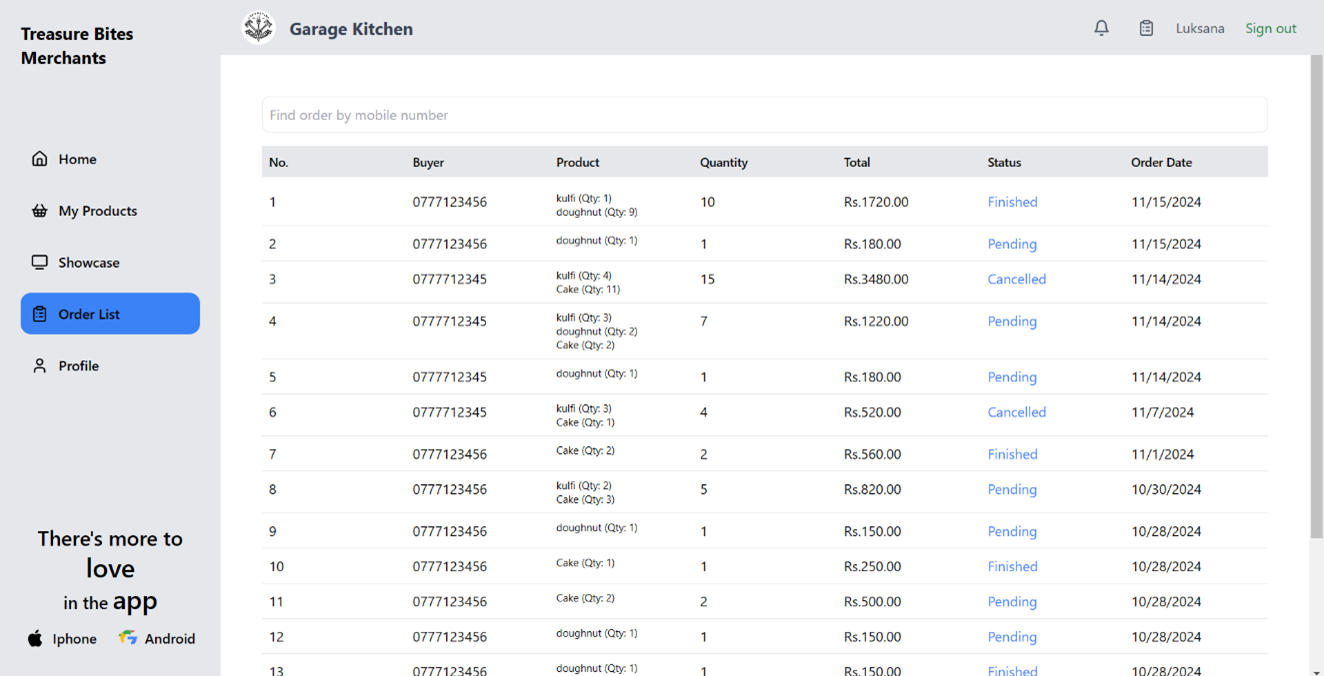 Treasure Bites
Merchants
Garage Kitchen
Luksana
Sign out
Home
My Products
Showcase
Order List
Profile
There's more to
love
in the app
Iphone
Android
Find order by mobile number
No. Buyer Product Quantity Total Status Order Date
1 0777123456 kulfi (Qty: 1) 10 Rs.1720.00 Finished 11/15/2024
doughnut (Qty: 9)
2 0777123456 doughnut (Qty: 1) 1 Rs.180.00 Pending 11/15/2024
3 0777712345 kulfi (Qty: 4) 15 Rs.3480.00 Cancelled 11/14/2024
Cake (Qty: 11)
4 0777712345 kulfi (Qty: 3) 7 Rs.1220.00 Pending 11/14/2024
doughnut (Qty: 2)
Cake (Qty: 2)
5 0777712345 doughnut (Qty: 1) 1 Rs.180.00 Pending 11/14/2024
6 0777712345 kulfi (Qty: 3) 4 Rs.520.00 Cancelled 11/7/2024
Cake (Qty: 1)
7 0777123456 Cake (Qty: 2) 2 Rs.560.00 Finished 11/1/2024
8 0777123456 kulfi (Qty: 2) 5 Rs.820.00 Pending 10/30/2024
Cake (Qty: 3)
9 0777123456 doughnut (Qty: 1) 1 Rs.150.00 Pending 10/28/2024
10 0777123456 Cake (Qty: 1) 1 Rs.250.00 Finished 10/28/2024
11 0777123456 Cake (Qty: 2) 2 Rs.500.00 Pending 10/28/2024
12 0777123456 doughnut (Qty: 1) 1 Rs.150.00 Pending 10/28/2024
13 0777123456 doughnut (Qty: 1) 1 Rs.150.00 Finished 10/28/2024